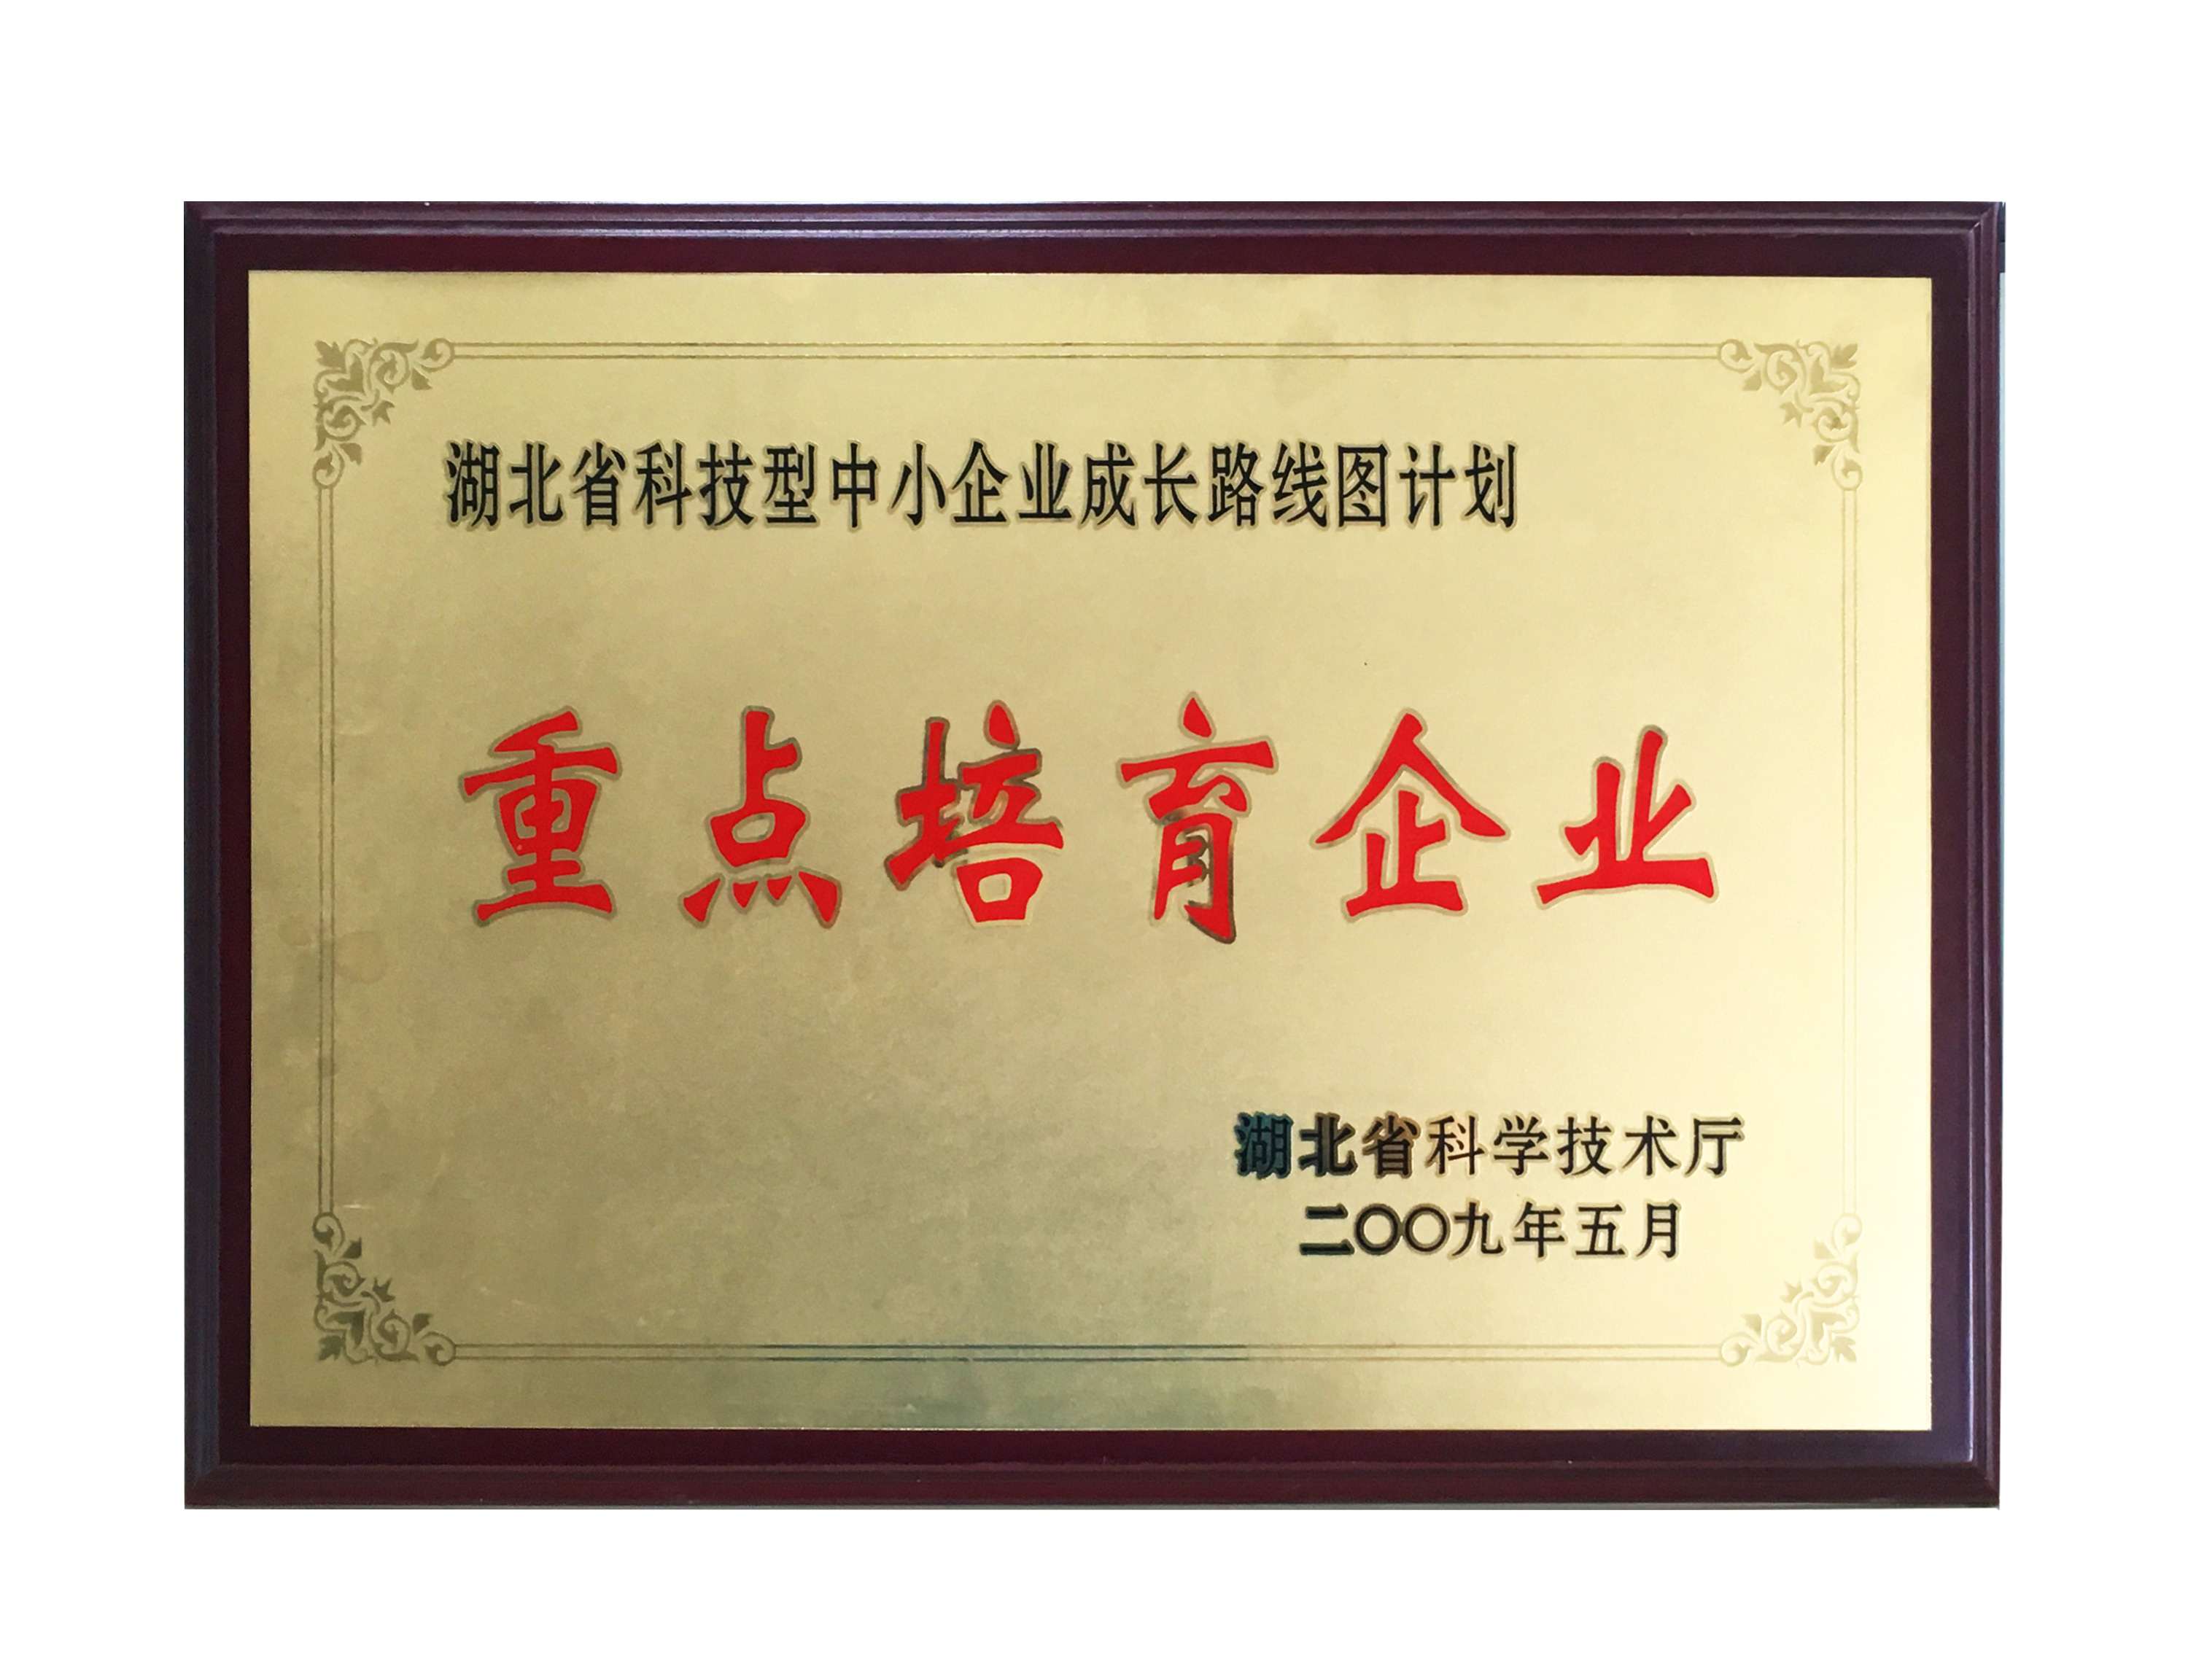 湖北省科技型中小企业成长路线图计划
重点培育企业
湖北省科学技术厅
二〇〇九年五月